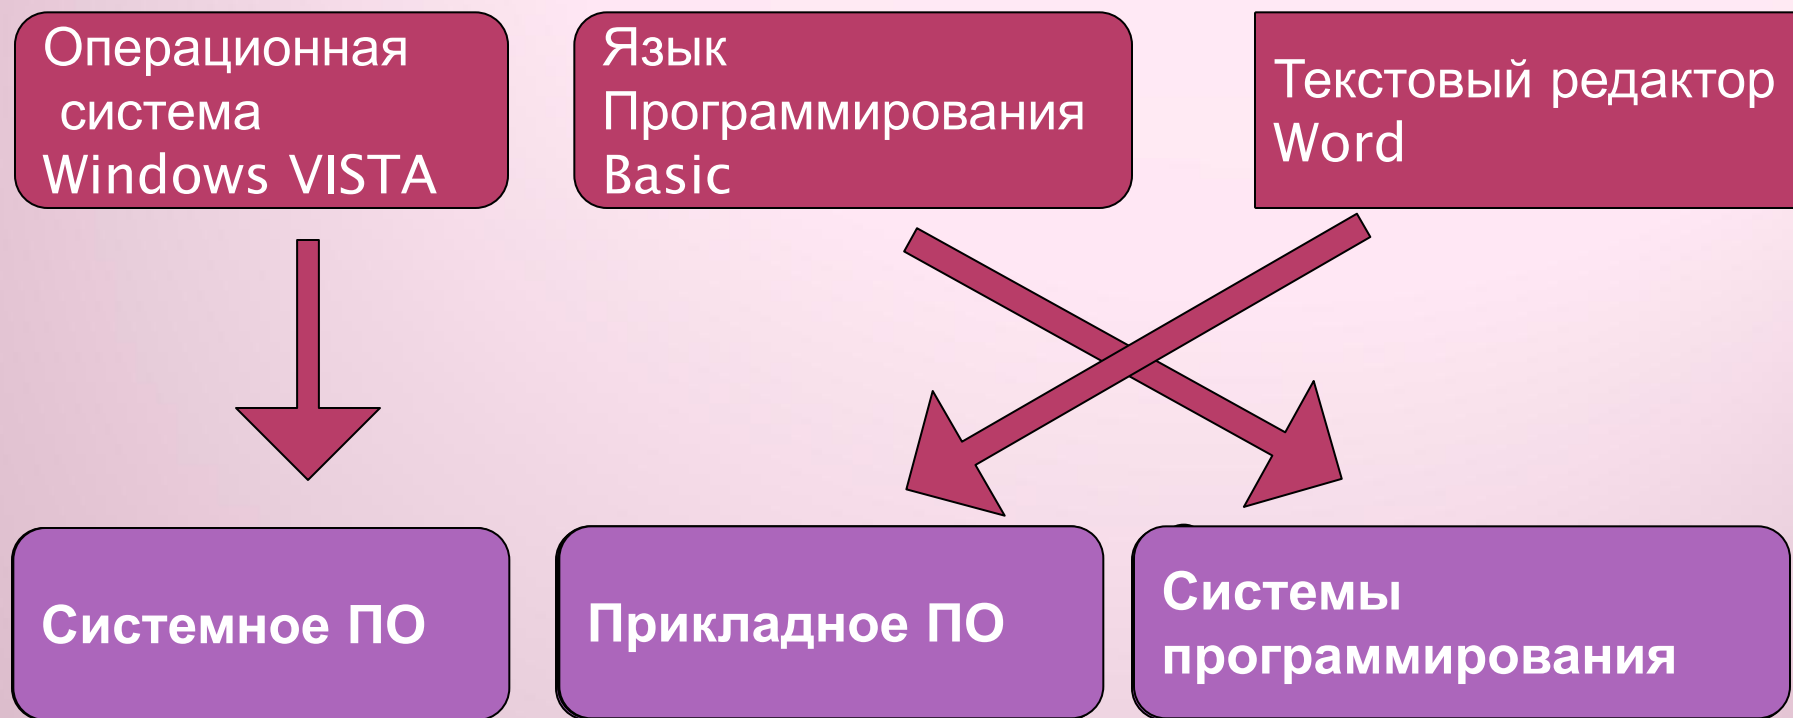 Операционная
система
Windows VISTA
Язык
Программирования
Basic
Текстовый редактор
Word
Системное ПО
Прикладное ПО
Системы
программирования